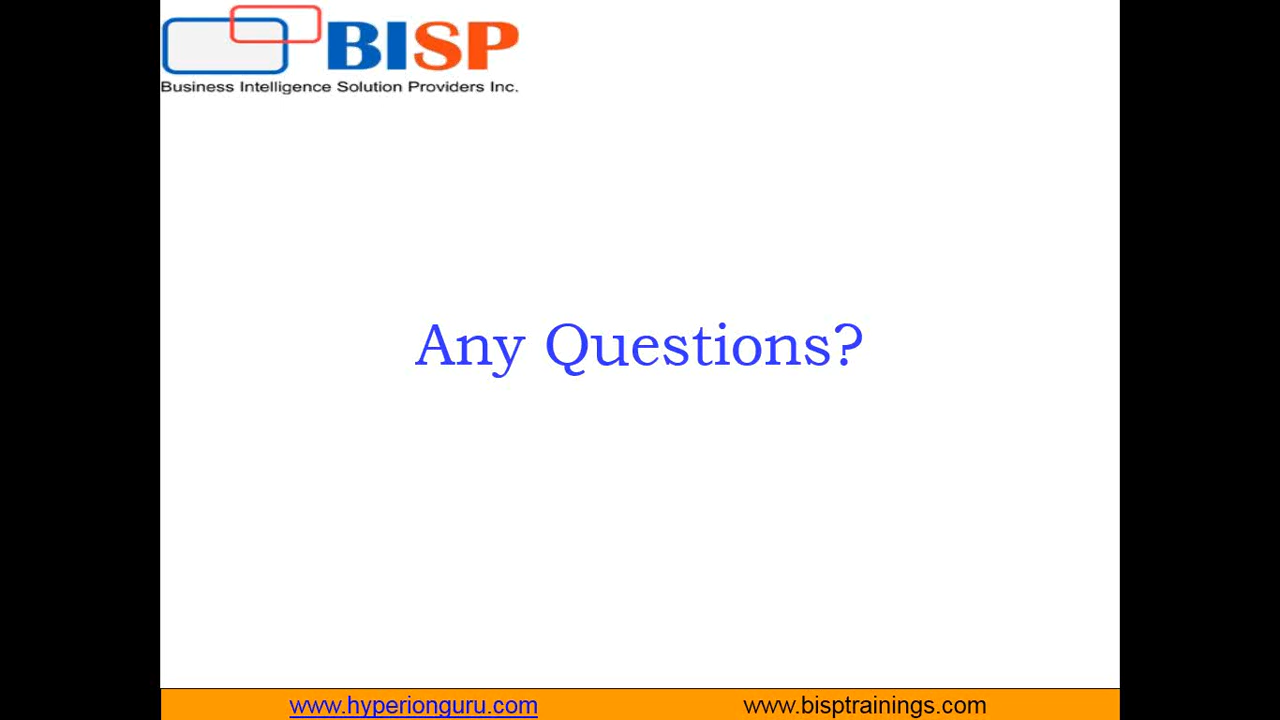 BISP
Business Intelligence Solution Providers Inc.
Any Questions?
www.hyperionguru.com www.bisptrainings.com